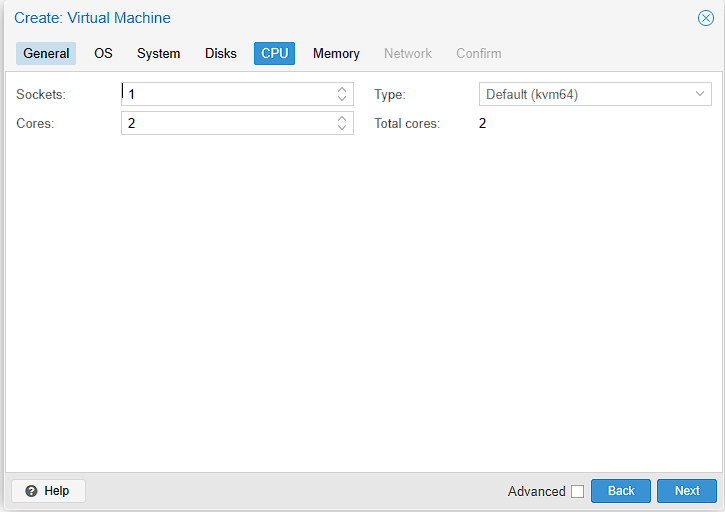 Create: Virtual Machine
General OS System Disks CPU Memory Network Confirm
Sockets: 1 Type: Default (kvm64)
Cores: 2 Total cores: 2
Help Advanced Back Next